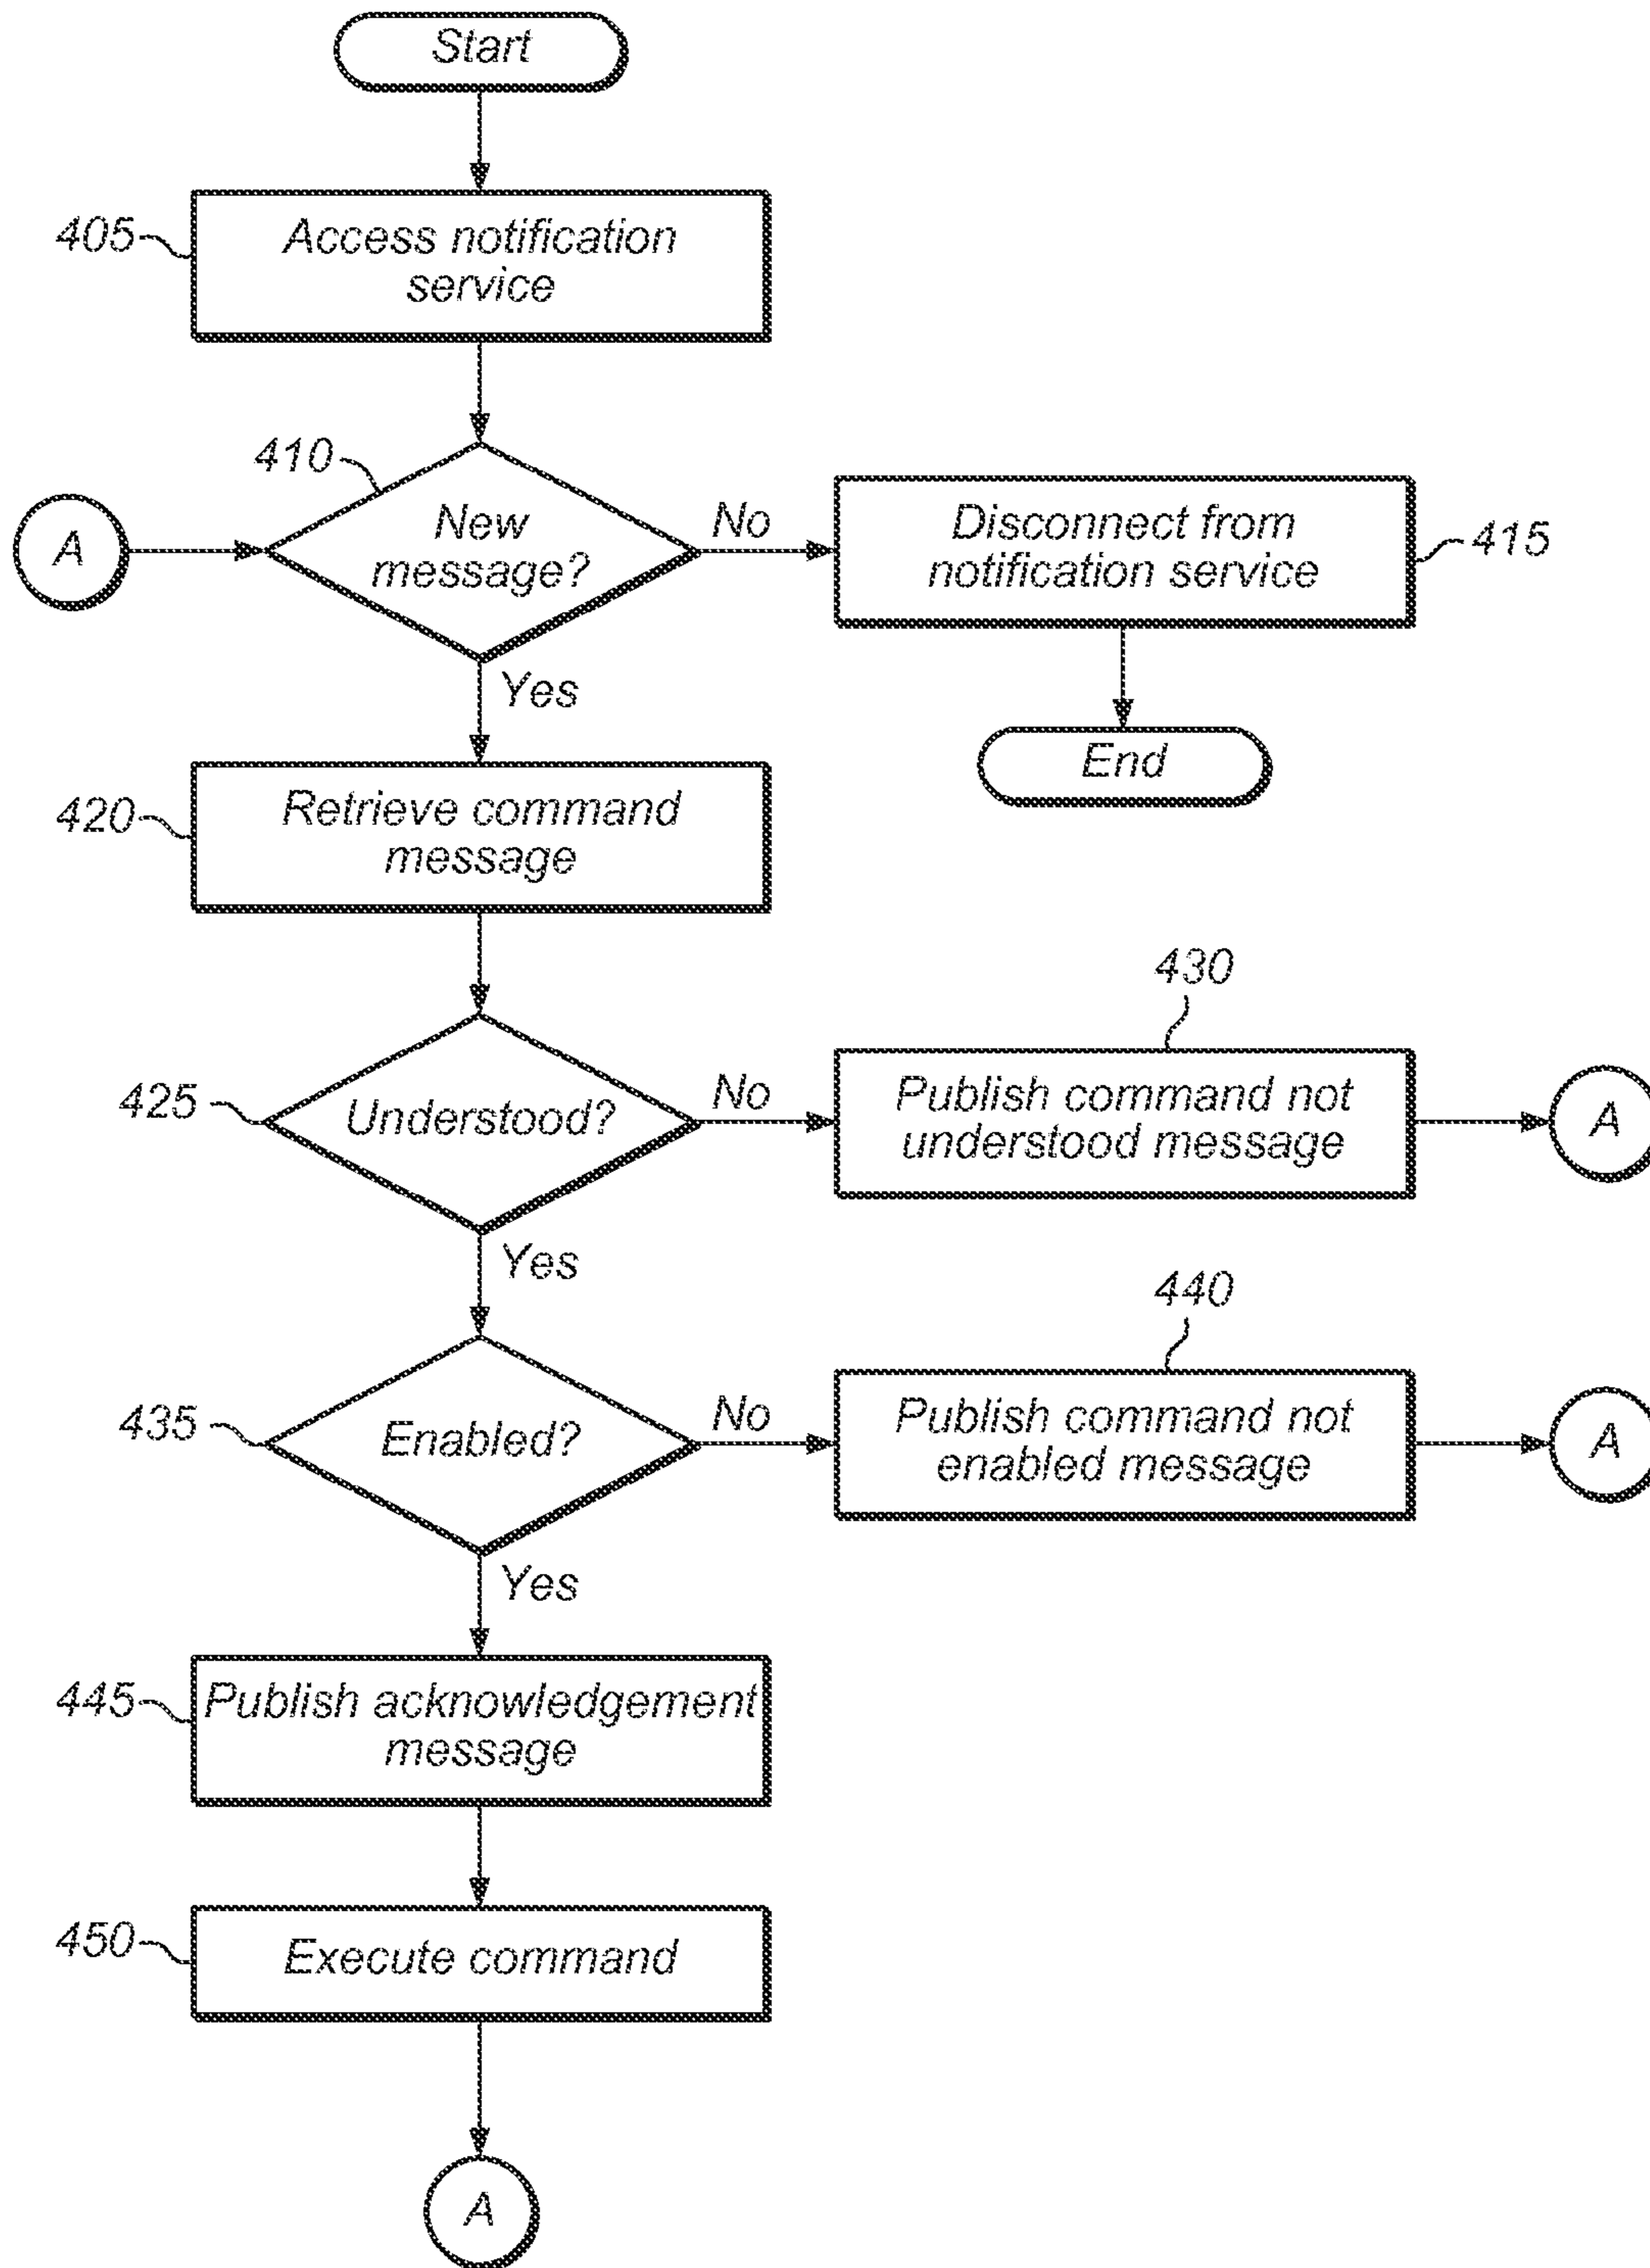 Start
405
Access notification
service
410
A
New
message?
No
Disconnect from
notification service
415
Yes
End
420
Retrieve command
message
430
425
Understood?
No
Publish command not
understood message
A
Yes
440
435
Enabled?
No
Publish command not
enabled message
A
Yes
445
Publish acknowledgement
message
450
Execute command
A